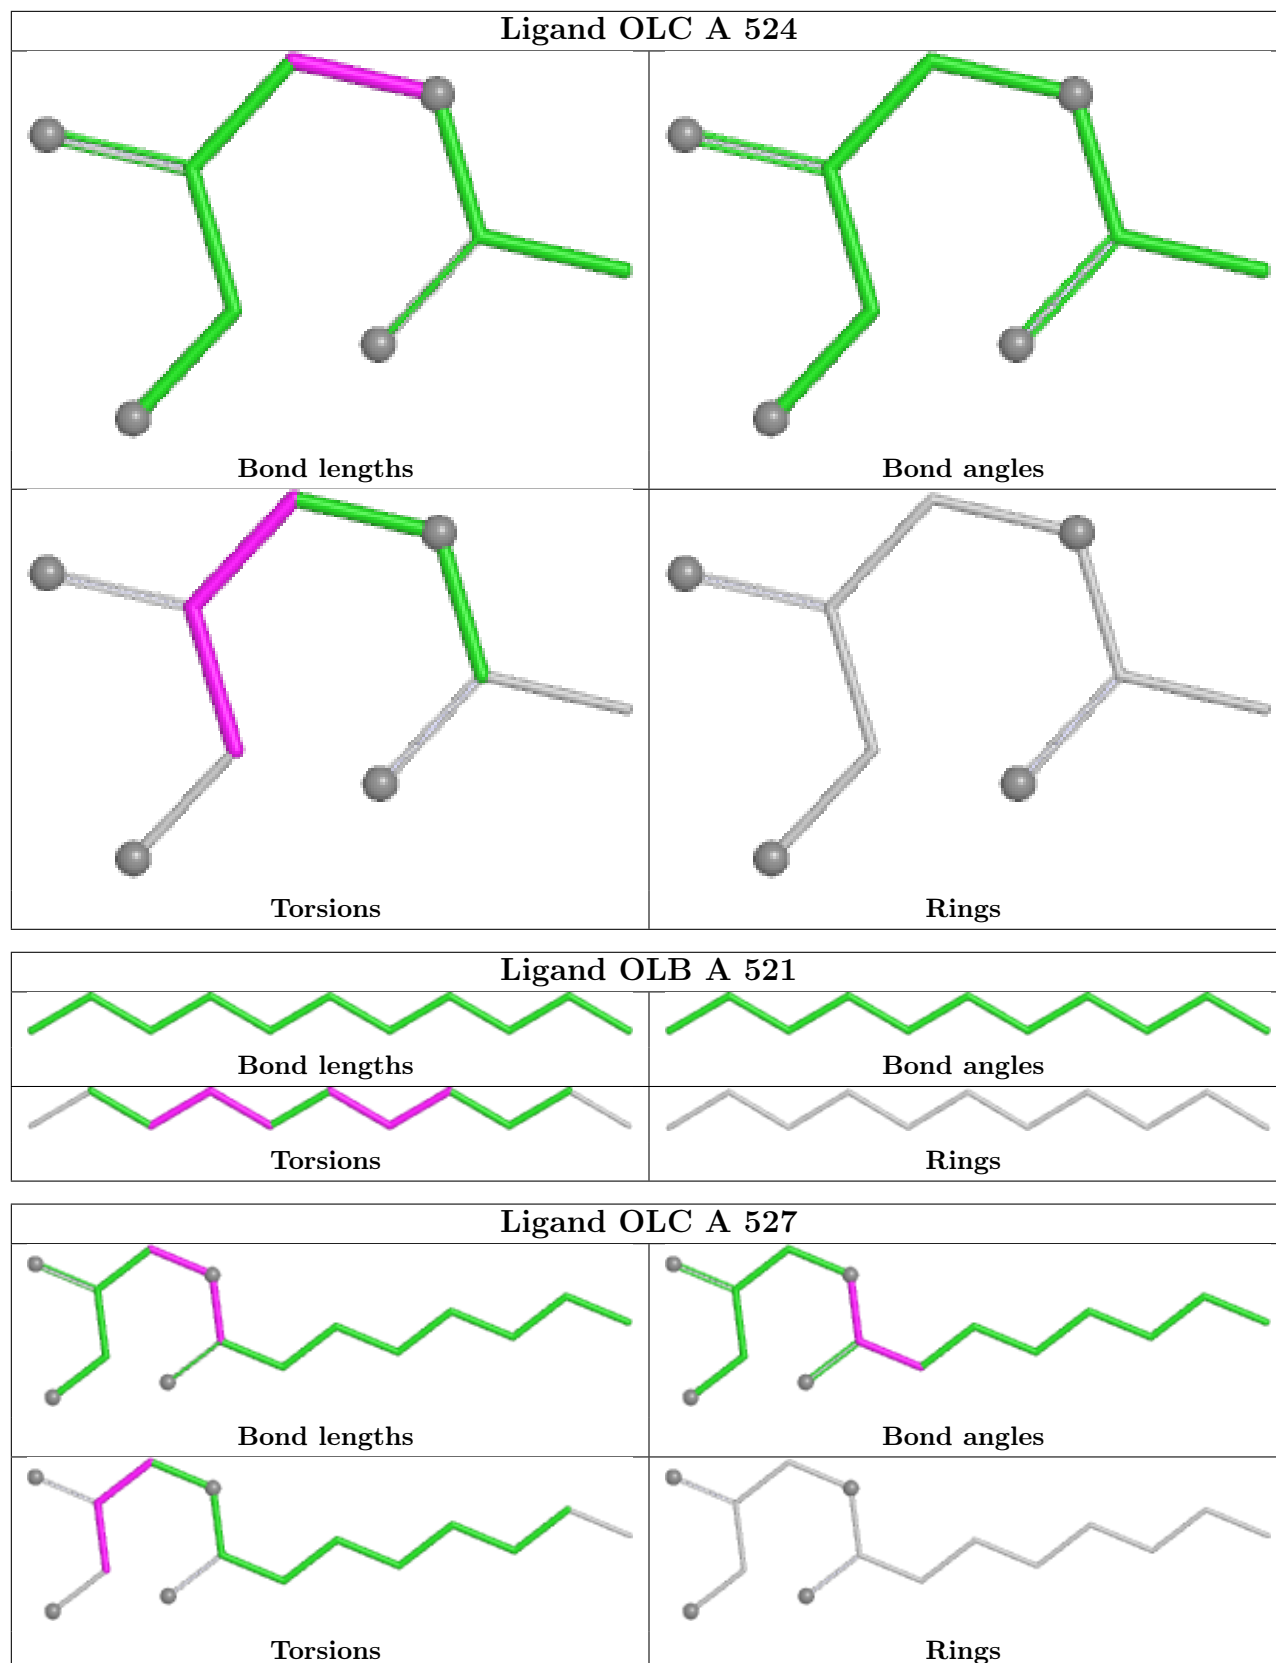 Ligand OLC A 524
Bond lengths
Bond angles
Torsions
Rings
Ligand OLB A 521
Bond lengths
Bond angles
Torsions
Rings
Ligand OLC A 527
Bond lengths
Bond angles
Torsions
Rings